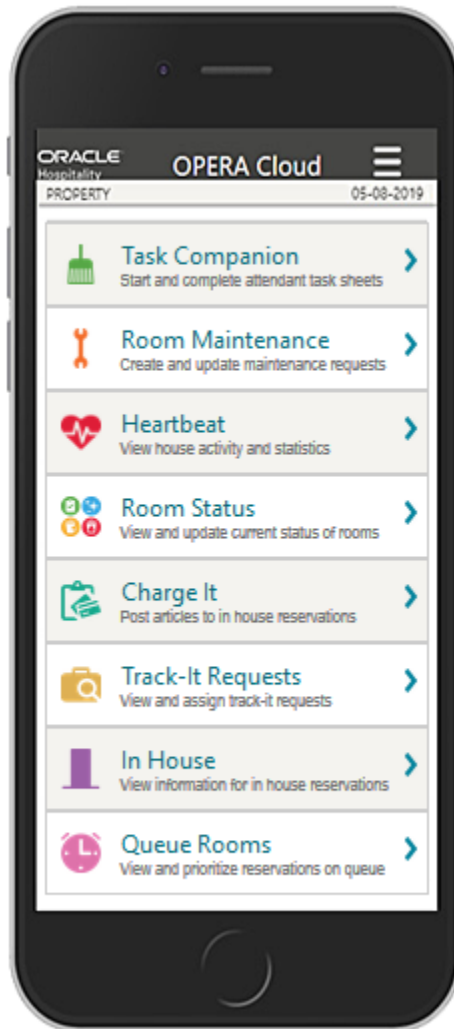 ORACLE
Hospitality
OPERA Cloud
PROPERTY 05-08-2019
Task Companion
Start and complete attendant task sheets
Room Maintenance
Create and update maintenance requests
Heartbeat
View house activity and statistics
Room Status
View and update current status of rooms
Charge It
Post articles to in house reservations
Track-It Requests
View and assign track-it requests
In House
View information for in house reservations
Queue Rooms
View and prioritize reservations on queue